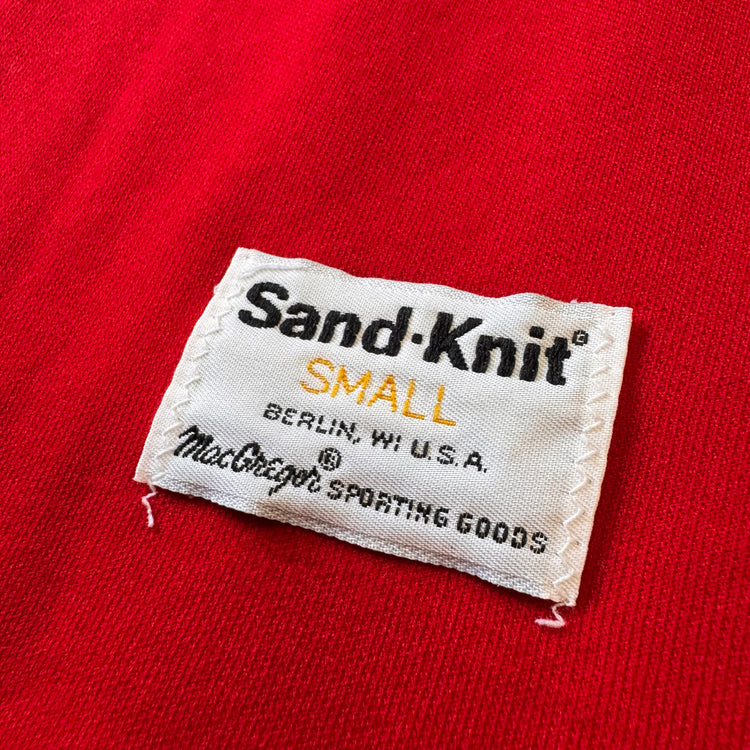 Sand·Knit®
SMALL
BERLIN, WI U.S.A.
MacGregor® SPORTING GOODS